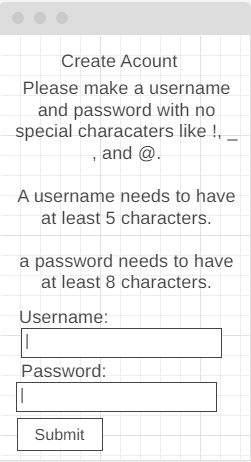 Create Acount
Please make a username
and password with no
special characaters like !, _
, and @.
A username needs to have
at least 5 characters.
a password needs to have
at least 8 characters.
Username:
Password:
Submit